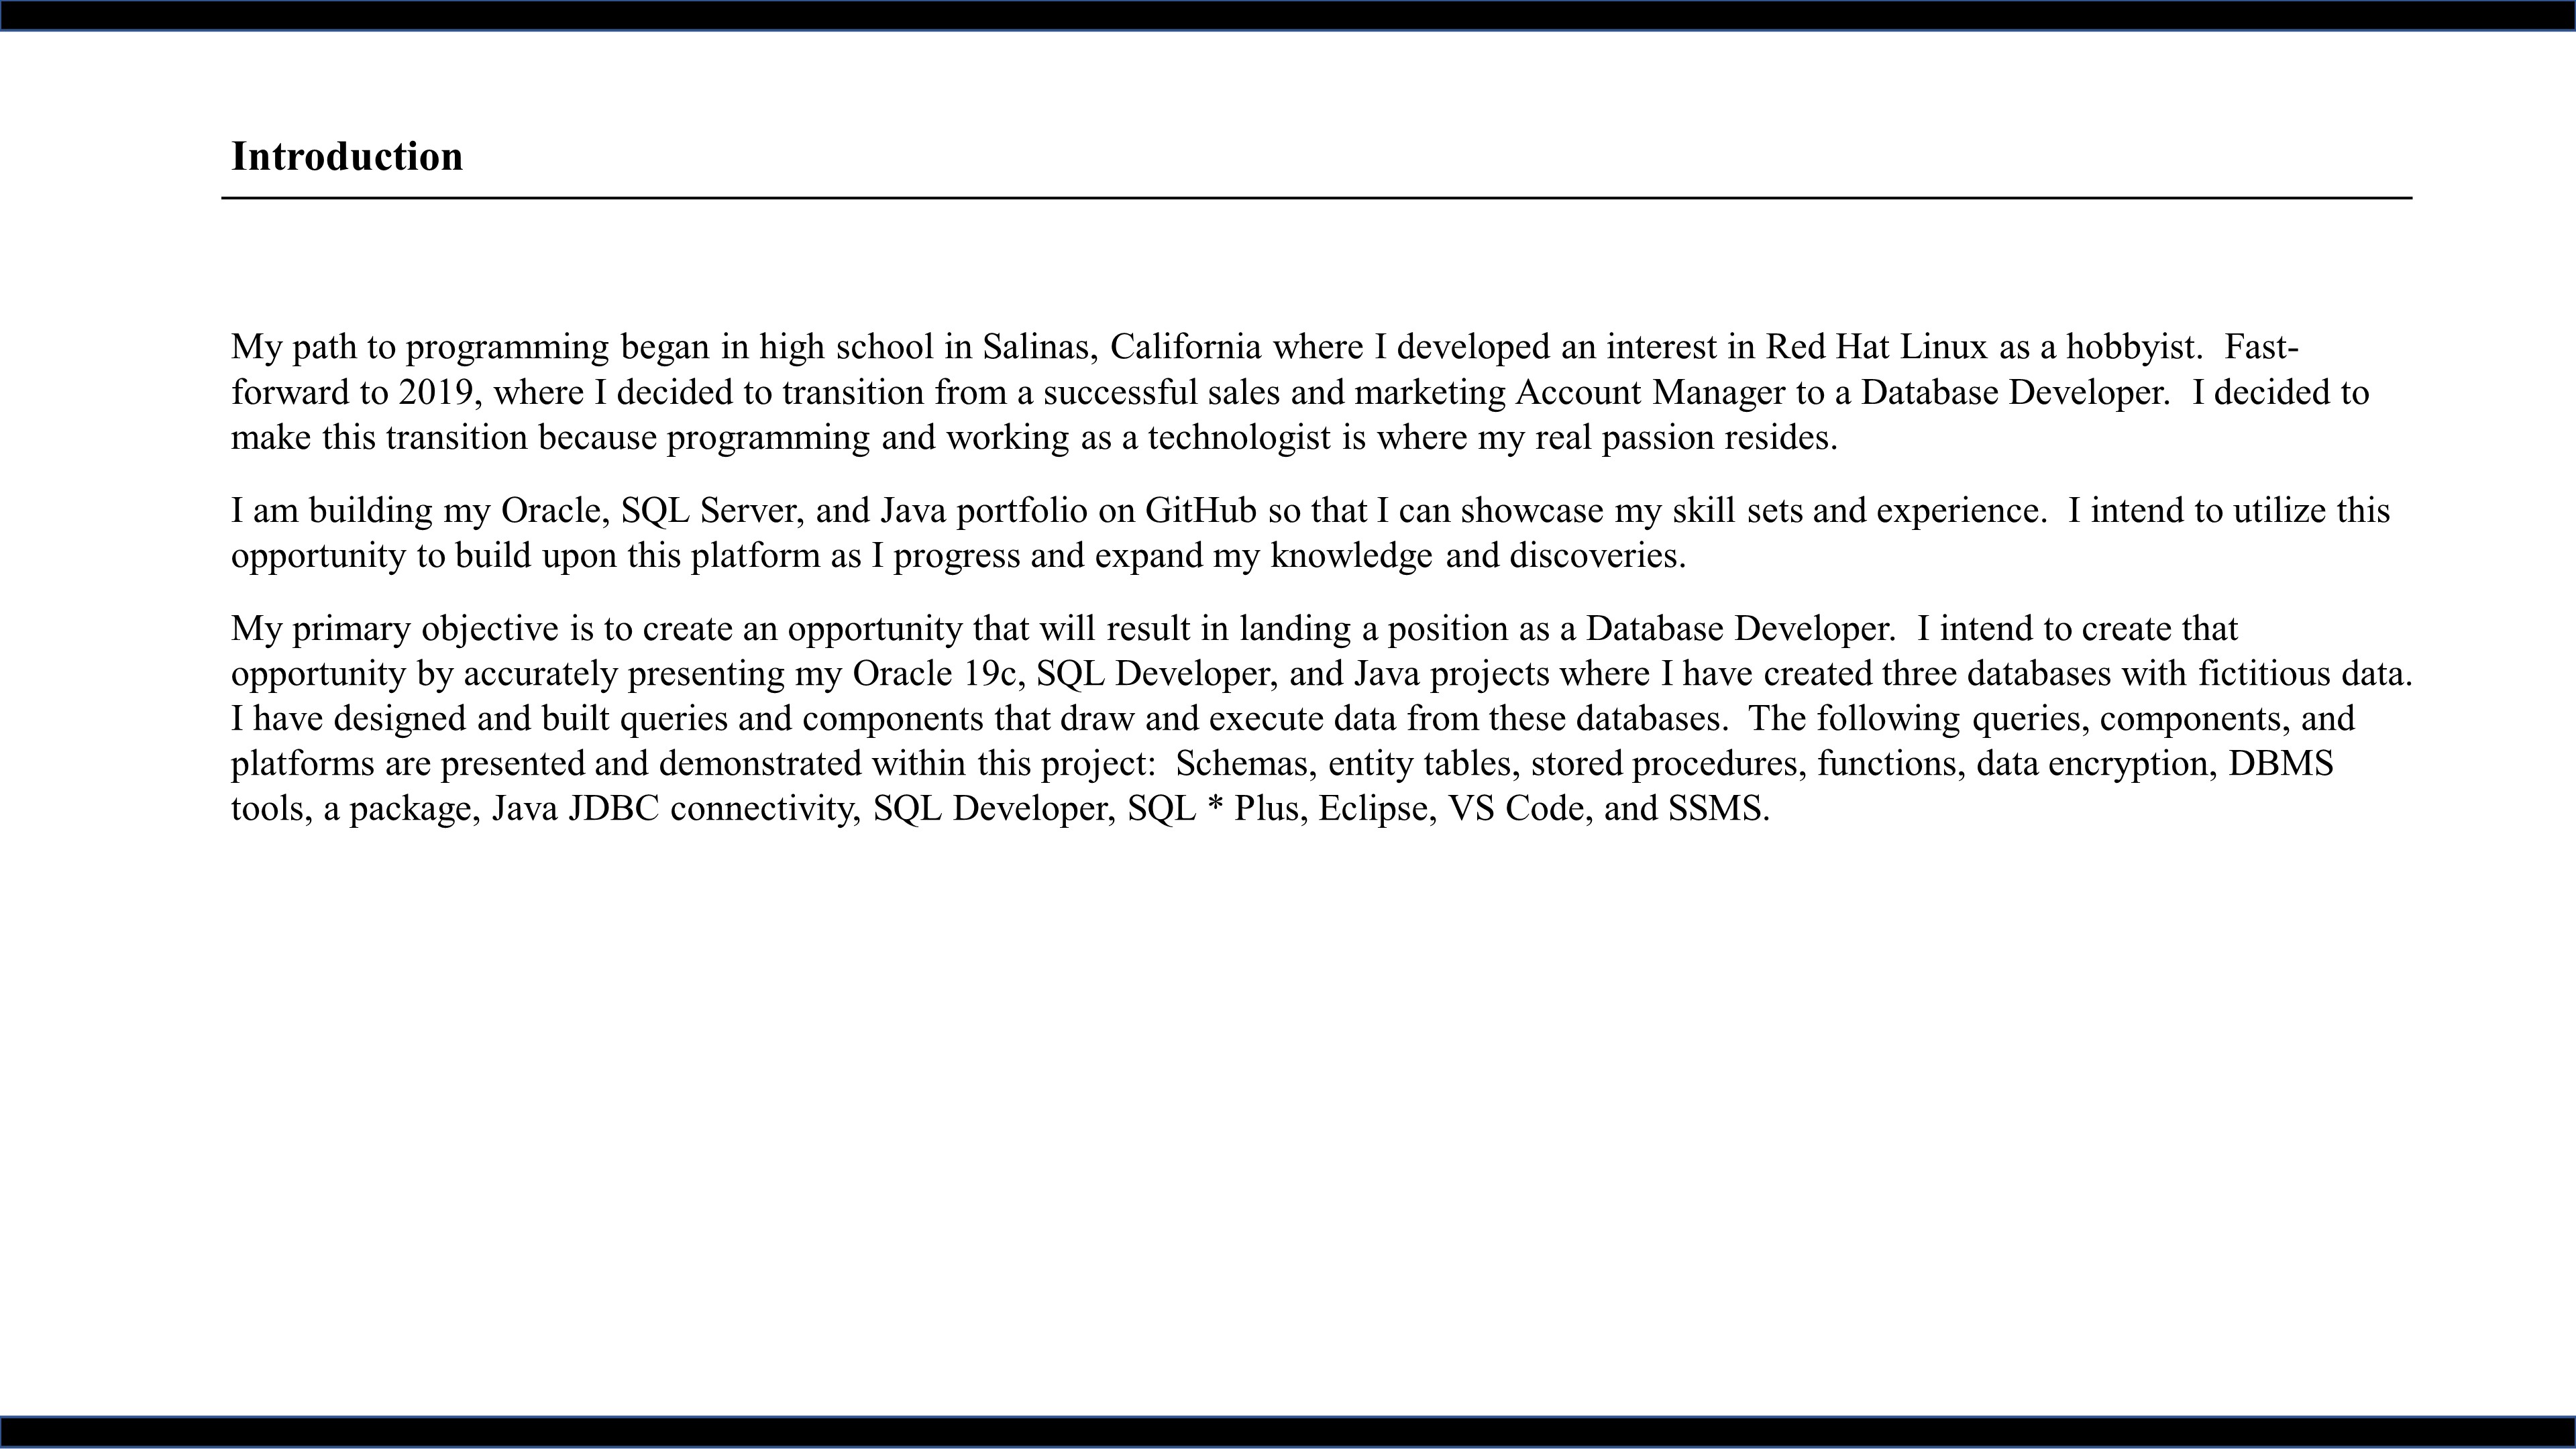 Introduction
My path to programming began in high school in Salinas, California where I developed an interest in Red Hat Linux as a hobbyist.  Fast-
forward to 2019, where I decided to transition from a successful sales and marketing Account Manager to a Database Developer.  I decided to
make this transition because programming and working as a technologist is where my real passion resides.
I am building my Oracle, SQL Server, and Java portfolio on GitHub so that I can showcase my skill sets and experience.  I intend to utilize this
opportunity to build upon this platform as I progress and expand my knowledge and discoveries.
My primary objective is to create an opportunity that will result in landing a position as a Database Developer.  I intend to create that
opportunity by accurately presenting my Oracle 19c, SQL Developer, and Java projects where I have created three databases with fictitious data.
I have designed and built queries and components that draw and execute data from these databases.  The following queries, components, and
platforms are presented and demonstrated within this project:  Schemas, entity tables, stored procedures, functions, data encryption, DBMS
tools, a package, Java JDBC connectivity, SQL Developer, SQL * Plus, Eclipse, VS Code, and SSMS.